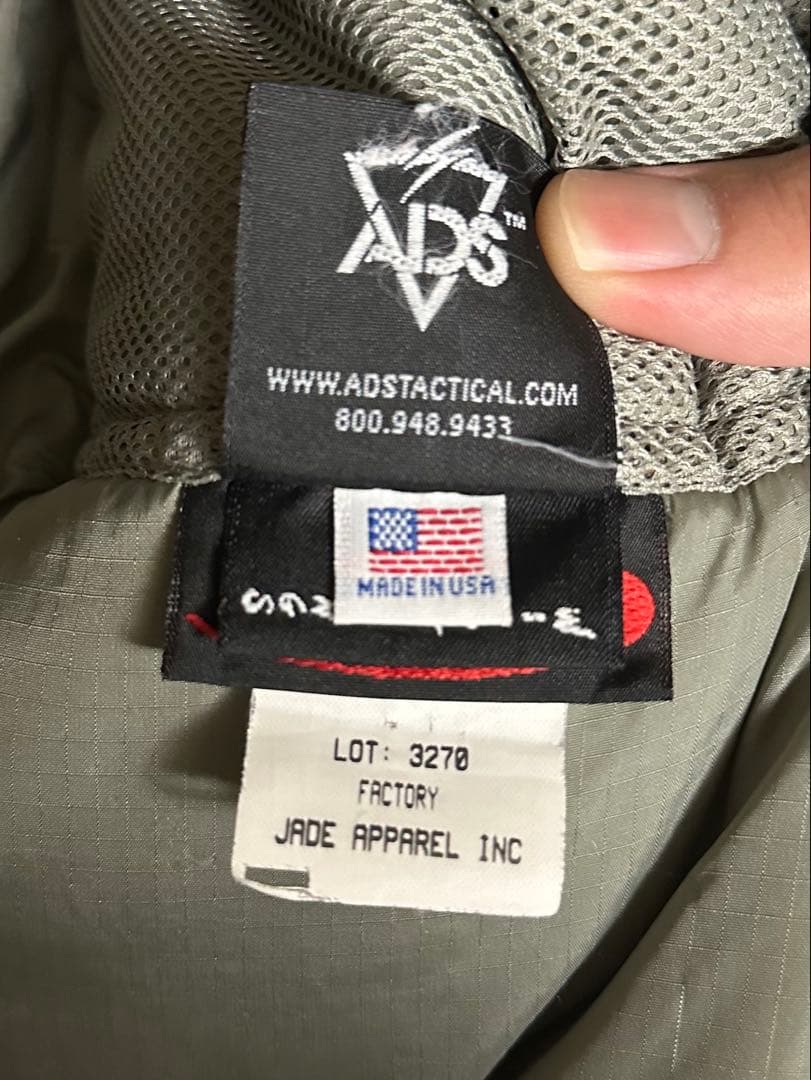 ADS™
WWW.ADSTACTICAL.COM
800.948.9433
MADE IN USA
LOT: 3270
FACTORY
JADE APPAREL INC